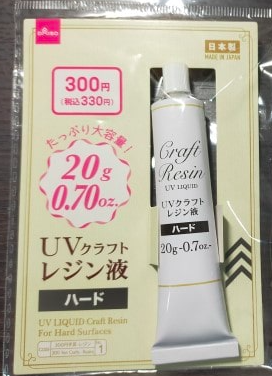 DAISO
日本製
MADE IN JAPAN
300円
(税込330円)
たっぷり大容量!
20g
0.70oz.
UVクラフト
レジン液
ハード
UV LIQUID Craft Resin
For Hard Surfaces
Craft
Resin
UV LIQUID
UVクラフト
レジン液
ハード
20g-0.7oz-